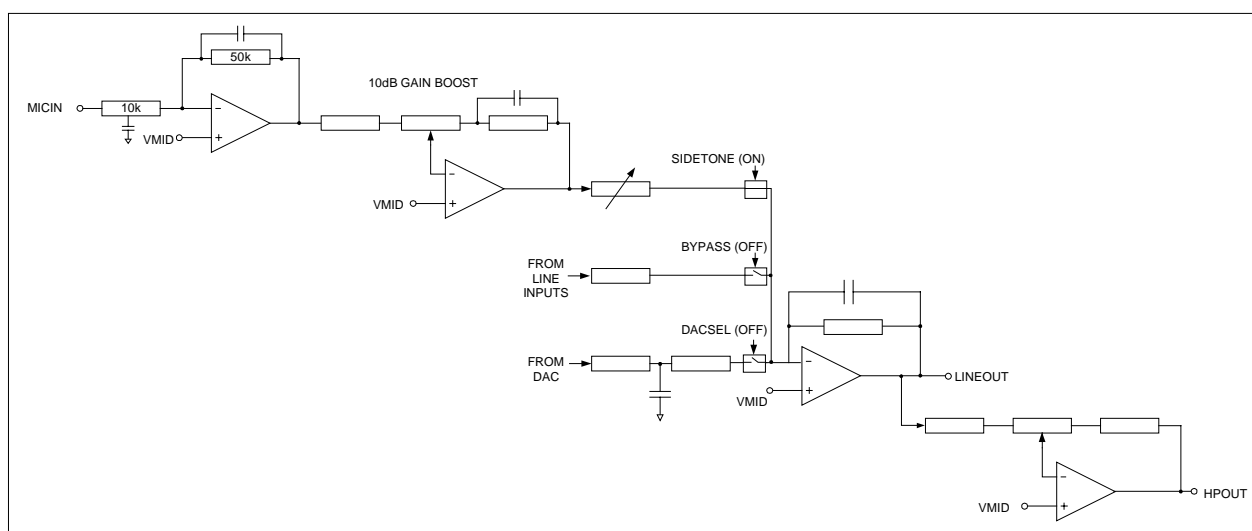 50k
10dB GAIN BOOST
MICIN
10k
−
VMID
+
SIDETONE (ON)
−
VMID
+
BYPASS (OFF)
FROM
LINE
INPUTS
DACSEL (OFF)
FROM
DAC
−
VMID
+
LINEOUT
−
VMID
+
HPOUT